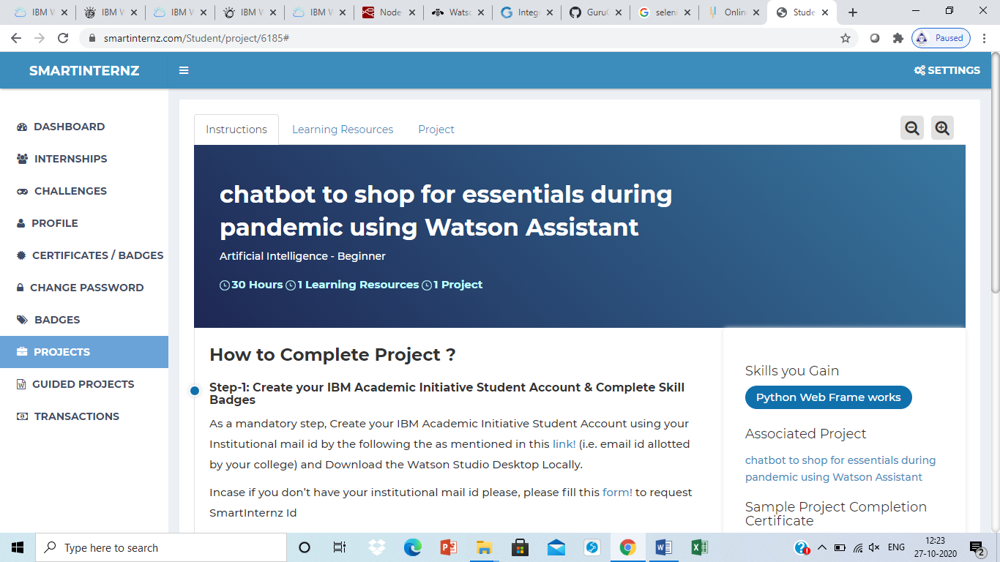 IBM W
IBM W
IBM W
IBM W
IBM W
Node
Watso
Integr
GuruC
seleni
Onlin
Stude
smartinternz.com/Student/project/6185#
Paused
SMARTINTERNZ
SETTINGS
DASHBOARD
INTERNSHIPS
CHALLENGES
PROFILE
CERTIFICATES / BADGES
CHANGE PASSWORD
BADGES
PROJECTS
GUIDED PROJECTS
TRANSACTIONS
Instructions Learning Resources Project
chatbot to shop for essentials during
pandemic using Watson Assistant
Artificial Intelligence - Beginner
30 Hours 1 Learning Resources 1 Project
How to Complete Project ?
Step-1: Create your IBM Academic Initiative Student Account & Complete Skill
Badges
As a mandatory step, Create your IBM Academic Initiative Student Account using your
Institutional mail id by the following the as mentioned in this link! (i.e. email id allotted
by your college) and Download the Watson Studio Desktop Locally.
Incase if you don't have your institutional mail id please, please fill this form! to request
SmartInternz Id
Skills you Gain
Python Web Frame works
Associated Project
chatbot to shop for essentials during
pandemic using Watson Assistant
Sample Project Completion
Certificate
Type here to search
ENG
12:23
27-10-2020
2